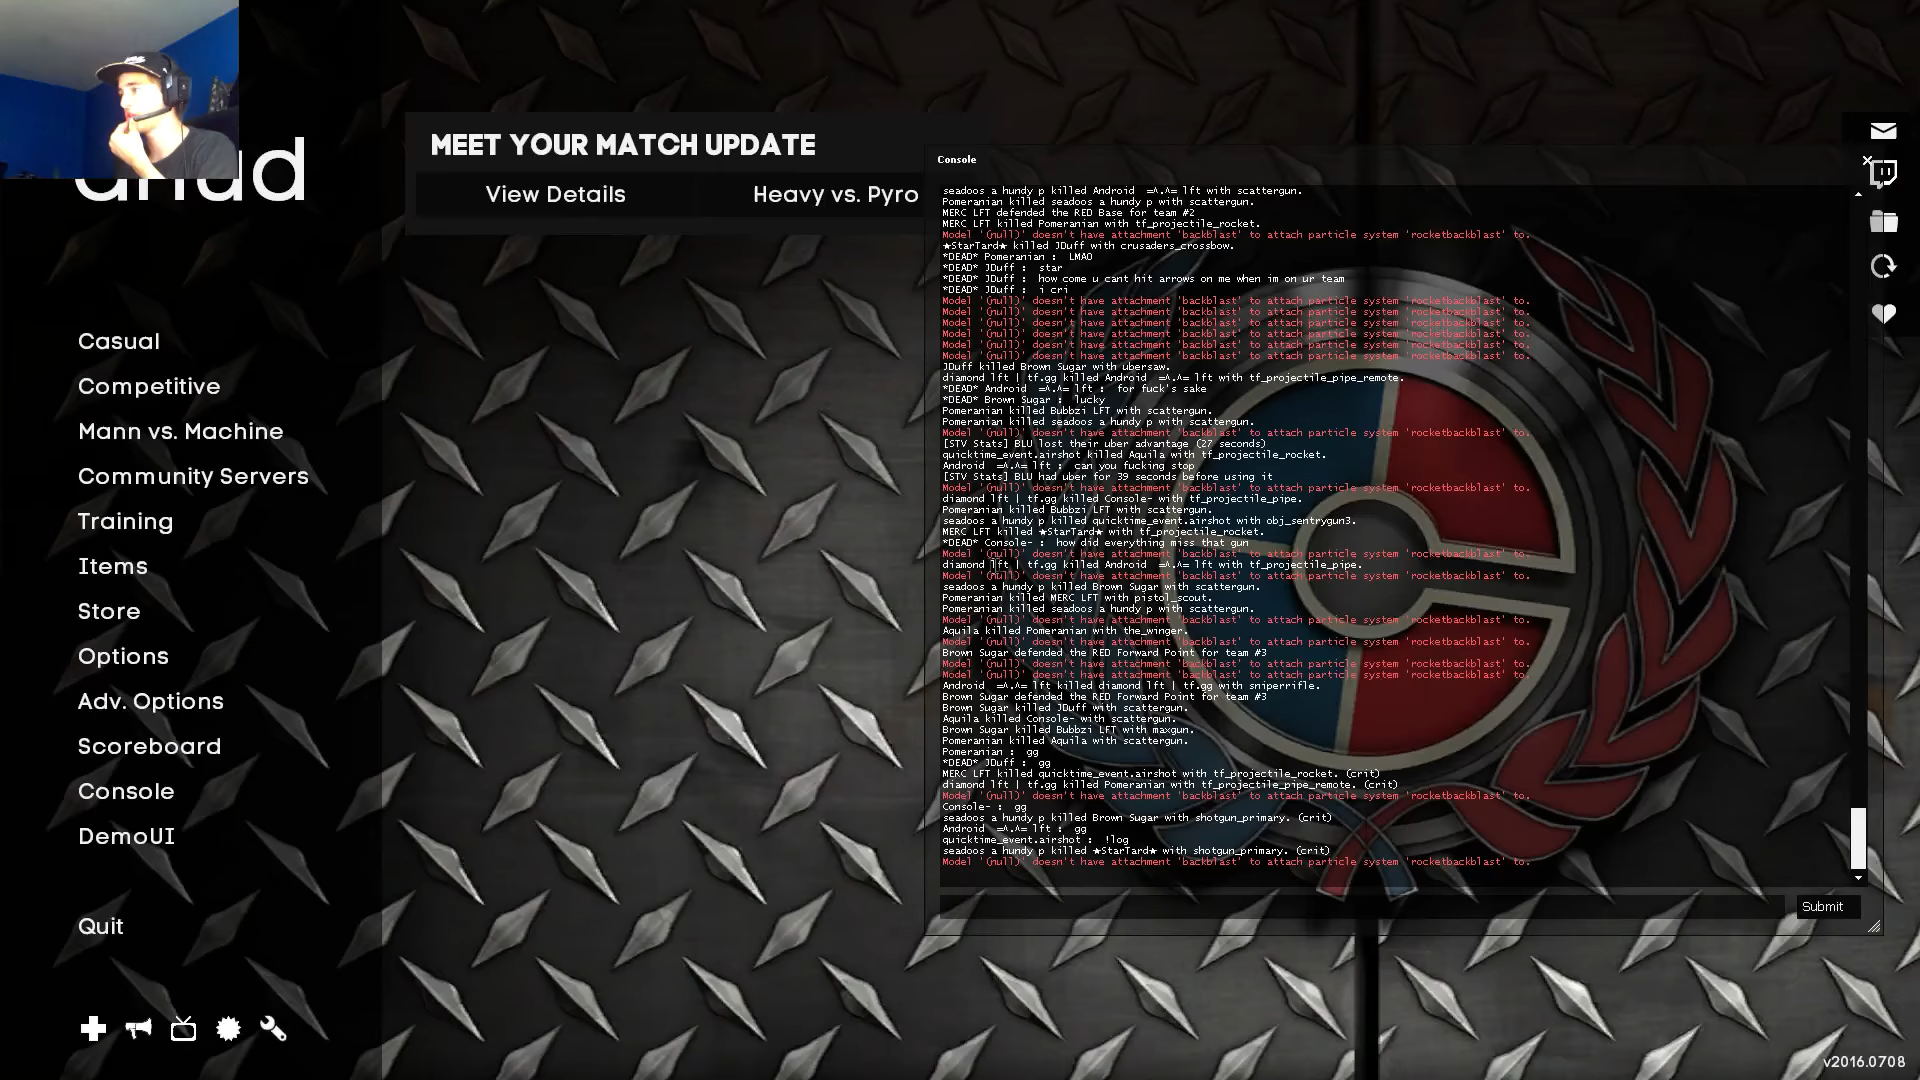 MEET YOUR MATCH UPDATE
View Details
Heavy vs. Pyro
Casual
Competitive
Mann vs. Machine
Community Servers
Training
Items
Store
Options
Adv. Options
Scoreboard
Console
DemoUI
Quit
Console
seadoos a hundy p killed Android  =^.^= lft with scattergun.
Pomeranian killed seadoos a hundy p with scattergun.
MERC LFT defended the RED Base for team #2
MERC LFT killed Pomeranian with tf_projectile_rocket.
Model '(null)' doesn't have attachment 'backblast' to attach particle system 'rocketbackblast' to.
★StarTard★ killed JDuff with crusaders_crossbow.
*DEAD* Pomeranian :  LMAO
*DEAD* JDuff :  star
*DEAD* JDuff :  how come u cant hit arrows on me when im on ur team
*DEAD* JDuff :  i cri
Model '(null)' doesn't have attachment 'backblast' to attach particle system 'rocketbackblast' to.
Model '(null)' doesn't have attachment 'backblast' to attach particle system 'rocketbackblast' to.
Model '(null)' doesn't have attachment 'backblast' to attach particle system 'rocketbackblast' to.
Model '(null)' doesn't have attachment 'backblast' to attach particle system 'rocketbackblast' to.
Model '(null)' doesn't have attachment 'backblast' to attach particle system 'rocketbackblast' to.
Model '(null)' doesn't have attachment 'backblast' to attach particle system 'rocketbackblast' to.
JDuff killed Brown Sugar with ubersaw.
diamond lft | tf.gg killed Android  =^.^= lft with tf_projectile_pipe_remote.
*DEAD* Android  =^.^= lft :  for fuck's sake
*DEAD* Brown Sugar :  lucky
Pomeranian killed Bubbzi LFT with scattergun.
Pomeranian killed seadoos a hundy p with scattergun.
Model '(null)' doesn't have attachment 'backblast' to attach particle system 'rocketbackblast' to.
[STV Stats] BLU lost their uber advantage (27 seconds)
quicktime_event.airshot killed Aquila with tf_projectile_rocket.
Android  =^.^= lft :  can you fucking stop
[STV Stats] BLU had uber for 39 seconds before using it
Model '(null)' doesn't have attachment 'backblast' to attach particle system 'rocketbackblast' to.
diamond lft | tf.gg killed Console- with tf_projectile_pipe.
Pomeranian killed Bubbzi LFT with scattergun.
seadoos a hundy p killed quicktime_event.airshot with obj_sentrygun3.
MERC LFT killed ★StarTard★ with tf_projectile_rocket.
*DEAD* Console- :  how did everything miss that gun
Model '(null)' doesn't have attachment 'backblast' to attach particle system 'rocketbackblast' to.
diamond lft | tf.gg killed Android  =^.^= lft with tf_projectile_pipe.
Model '(null)' doesn't have attachment 'backblast' to attach particle system 'rocketbackblast' to.
seadoos a hundy p killed Brown Sugar with scattergun.
Pomeranian killed MERC LFT with pistol_scout.
Pomeranian killed seadoos a hundy p with scattergun.
Model '(null)' doesn't have attachment 'backblast' to attach particle system 'rocketbackblast' to.
Aquila killed Pomeranian with the_winger.
Model '(null)' doesn't have attachment 'backblast' to attach particle system 'rocketbackblast' to.
Brown Sugar defended the RED Forward Point for team #3
Model '(null)' doesn't have attachment 'backblast' to attach particle system 'rocketbackblast' to.
Model '(null)' doesn't have attachment 'backblast' to attach particle system 'rocketbackblast' to.
Android  =^.^= lft killed diamond lft | tf.gg with sniperrifle.
Brown Sugar defended the RED Forward Point for team #3
Brown Sugar killed JDuff with scattergun.
Aquila killed Console- with scattergun.
Brown Sugar killed Bubbzi LFT with maxgun.
Pomeranian killed Aquila with scattergun.
Pomeranian :  gg
*DEAD* JDuff :  gg
MERC LFT killed quicktime_event.airshot with tf_projectile_rocket. (crit)
diamond lft | tf.gg killed Pomeranian with tf_projectile_pipe_remote. (crit)
Model '(null)' doesn't have attachment 'backblast' to attach particle system 'rocketbackblast' to.
Console- :  gg
seadoos a hundy p killed Brown Sugar with shotgun_primary. (crit)
Android  =^.^= lft :  gg
quicktime_event.airshot :  !log
seadoos a hundy p killed ★StarTard★ with shotgun_primary. (crit)
Model '(null)' doesn't have attachment 'backblast' to attach particle system 'rocketbackblast' to.
Submit
v2016.0708